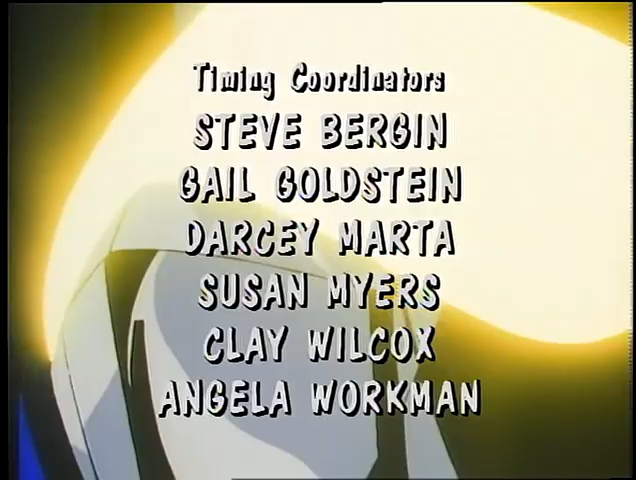 Timing Coordinators
STEVE BERGIN
GAIL GOLDSTEIN
DARCEY MARTA
SUSAN MYERS
CLAY WILCOX
ANGELA WORKMAN